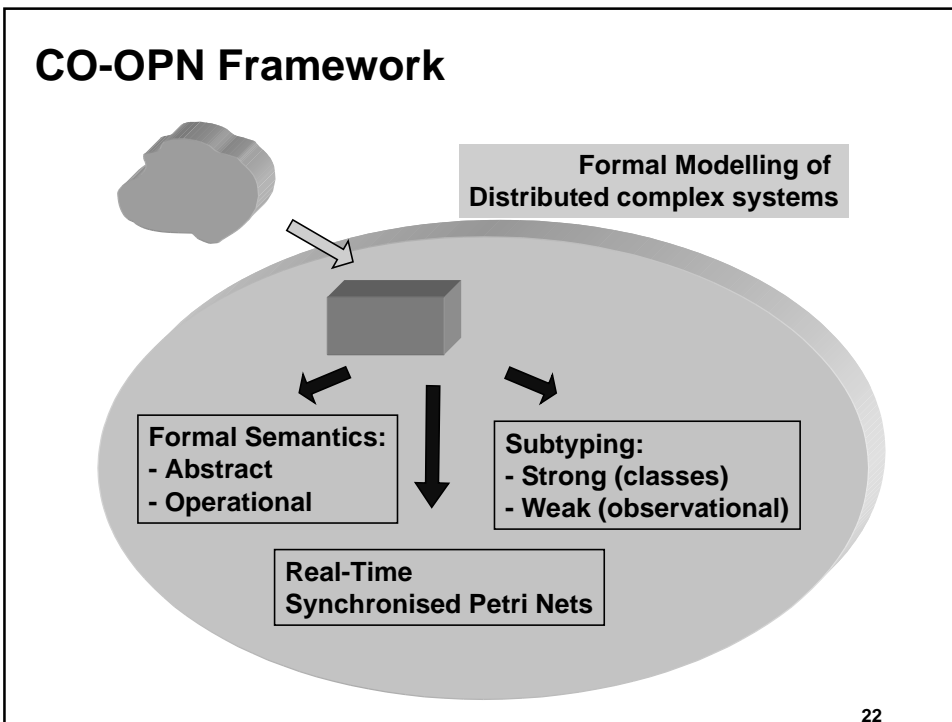 CO-OPN Framework
Formal Modelling of
Distributed complex systems
Formal Semantics:
- Abstract
- Operational
Subtyping:
- Strong (classes)
- Weak (observational)
Real-Time
Synchronised Petri Nets
22